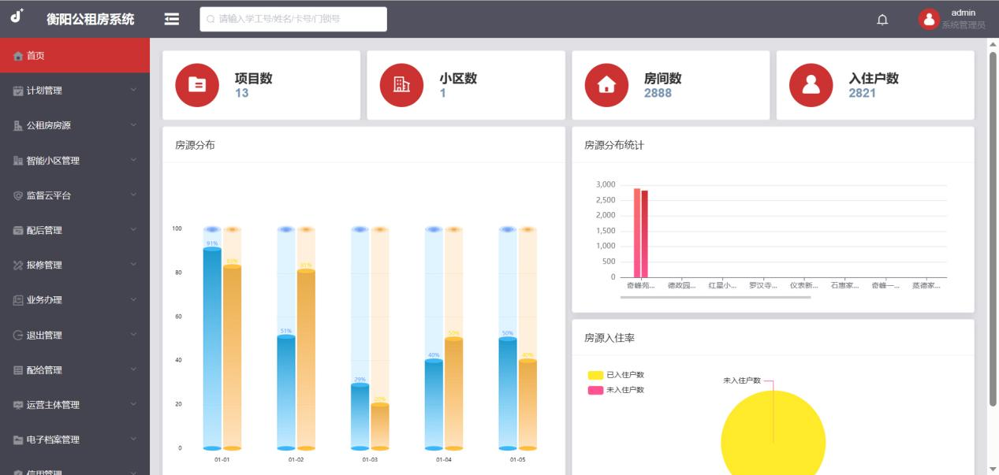 衡阳公租房系统
请输入学工号/姓名/卡号/门锁号
admin
系统管理员
首页
计划管理
公租房房源
智能小区管理
监督云平台
配后管理
报修管理
业务办理
退出管理
配给管理
运营主体管理
电子档案管理
信用管理
项目数
13
小区数
1
房间数
2888
入住户数
2821
房源分布
100
80
60
40
20
0
91%
83%
51%
81%
29%
20%
40%
50%
50%
40%
01-01
01-02
01-03
01-04
01-05
房源分布统计
3,000
2,500
2,000
1,500
1,000
500
0
奇峰苑...
德政园...
红星小...
罗汉寺...
仪表新...
石惠家...
奇峰一...
蒸德家...
房源入住率
已入住户数
未入住户数
未入住户数